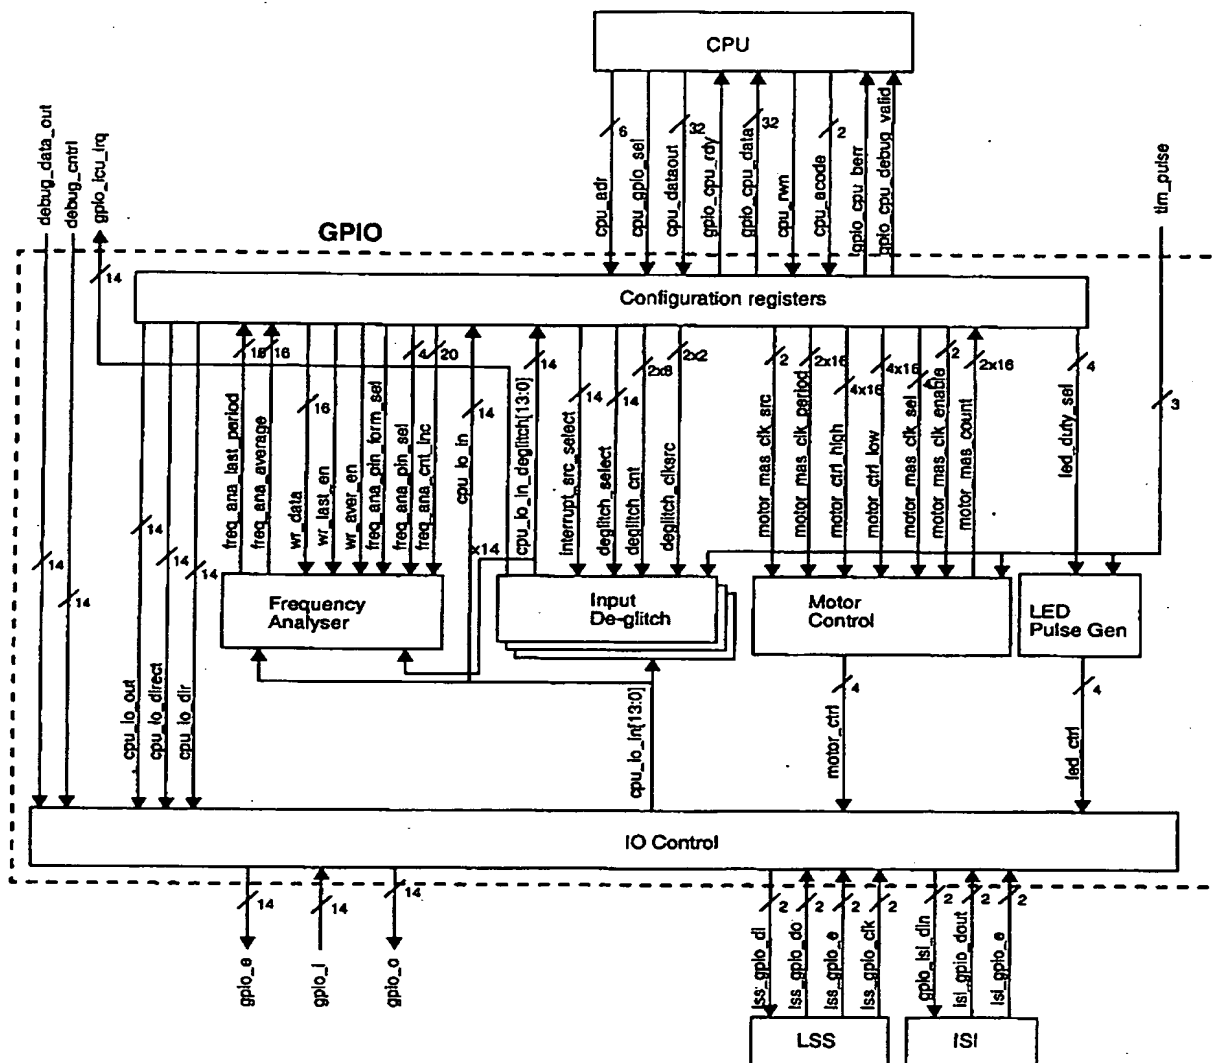 CPU
debug_data_out
debug_cntrl
gpio_icu_irq
6
32
32
2
cpu_adr
cpu_gpio_sel
cpu_dataout
gpio_cpu_rdy
gpio_cpu_data
cpu_rwn
cpu_acode
gpio_cpu_berr
gpio_cpu_debug_valid
tim_pulse
GPIO
14
Configuration registers
16
16
4
20
14
2x2
2
2x16
2
4
14
16
14
14
2x8
4x16
4x16
2x16
3
freq_ana_last_period
freq_ana_average
wr_data
wr_last_en
wr_aver_en
freq_ana_pin_form_sel
freq_ana_pin_sel
freq_ana_cnt_inc
cpu_io_in
cpu_io_in_deglitch[13:0]
interrupt_src_select
deglitch_select
deglitch_cnt
deglitch_clksrc
motor_mas_clk_src
motor_mas_clk_period
motor_ctrl_high
motor_ctrl_low
motor_mas_clk_sel
motor_mas_clk_enable
motor_mas_count
led_duty_sel
14
14
14
14
14
x14
Frequency
Analyser
Input
De-glitch
Motor
Control
LED
Pulse Gen
cpu_io_out
cpu_io_direct
cpu_io_dir
cpu_io_in[13:0]
4
motor_ctrl
4
led_ctrl
IO Control
14
14
14
2
2
2
2
2
2
2
gpio_e
gpio_i
gpio_o
lss_gpio_di
lss_gpio_do
lss_gpio_e
lss_gpio_clk
gpio_isi_din
isi_gpio_dout
isi_gpio_e
LSS
ISI